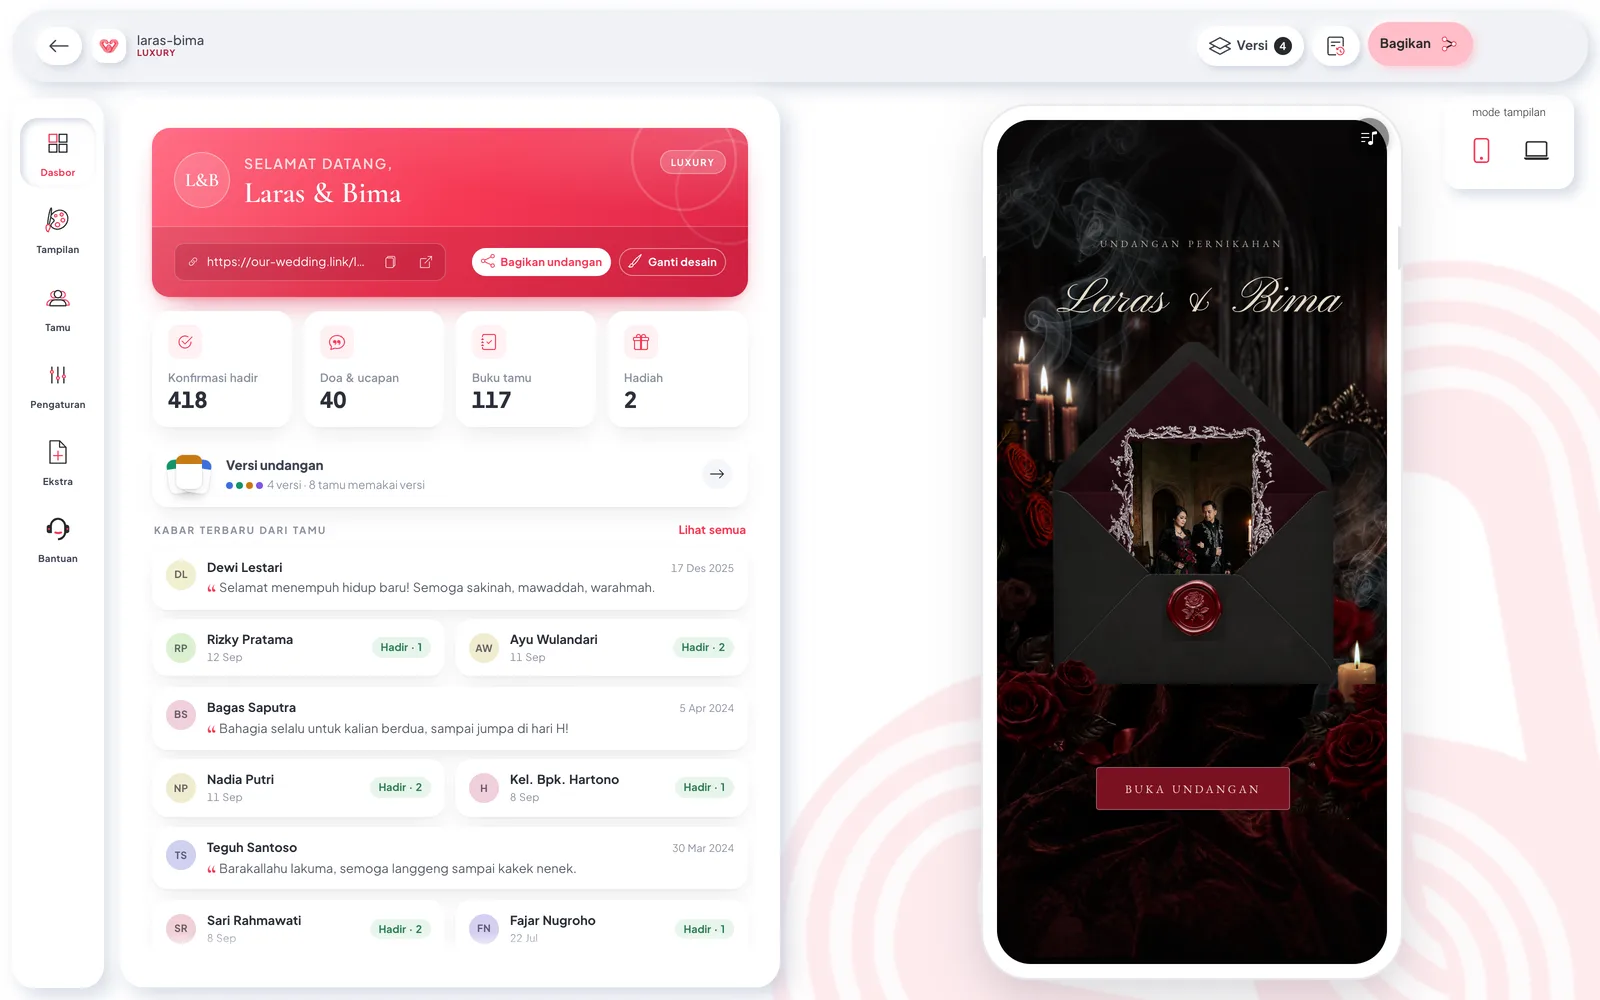 laras-bima
LUXURY
Versi 4
Bagikan
mode tampilan
Dasbor
Tampilan
Tamu
Pengaturan
Ekstra
Bantuan
L&B
SELAMAT DATANG,
Laras & Bima
LUXURY
https://our-wedding.link/l...
Bagikan undangan
Ganti desain
Konfirmasi hadir
418
Doa & ucapan
40
Buku tamu
117
Hadiah
2
Versi undangan
4 versi · 8 tamu memakai versi
KABAR TERBARU DARI TAMU
Lihat semua
DL
Dewi Lestari
17 Des 2025
“ Selamat menempuh hidup baru! Semoga sakinah, mawaddah, warahmah.
RP
Rizky Pratama
12 Sep
Hadir · 1
AW
Ayu Wulandari
11 Sep
Hadir · 2
BS
Bagas Saputra
5 Apr 2024
“ Bahagia selalu untuk kalian berdua, sampai jumpa di hari H!
NP
Nadia Putri
11 Sep
Hadir · 2
H
Kel. Bpk. Hartono
8 Sep
Hadir · 1
TS
Teguh Santoso
30 Mar 2024
“ Barakallahu lakuma, semoga langgeng sampai kakek nenek.
SR
Sari Rahmawati
8 Sep
Hadir · 2
FN
Fajar Nugroho
22 Jul
Hadir · 1
UNDANGAN PERNIKAHAN
Laras & Bima
BUKA UNDANGAN